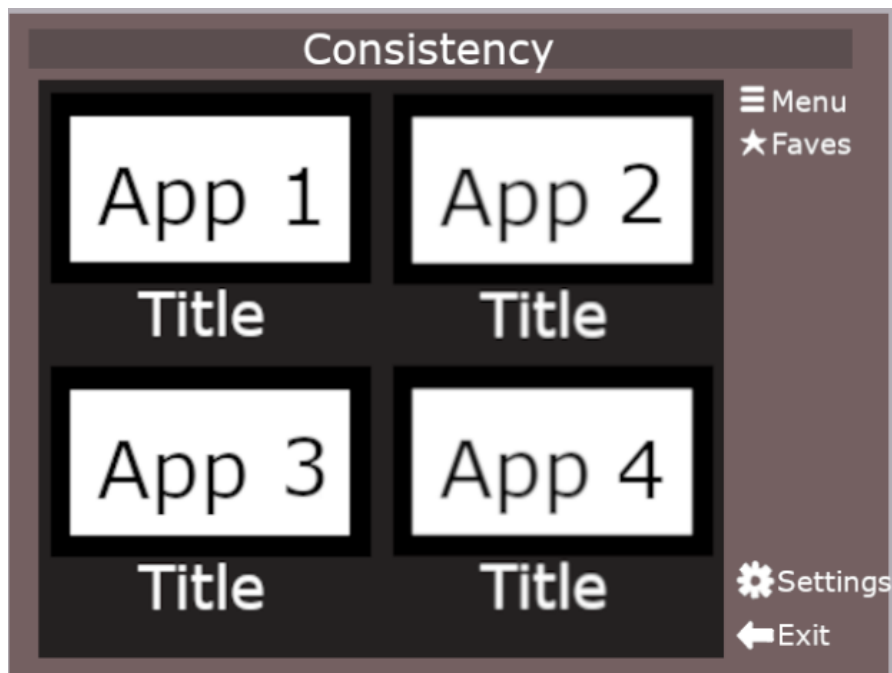 Consistency
Menu
Faves
App 1
App 2
Title
Title
App 3
App 4
Title
Title
Settings
Exit